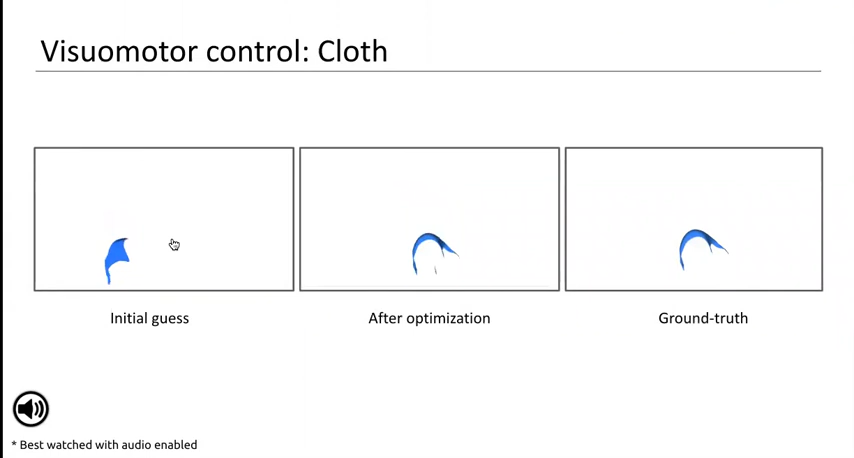 Visuomotor control: Cloth
Initial guess
After optimization
Ground-truth
* Best watched with audio enabled